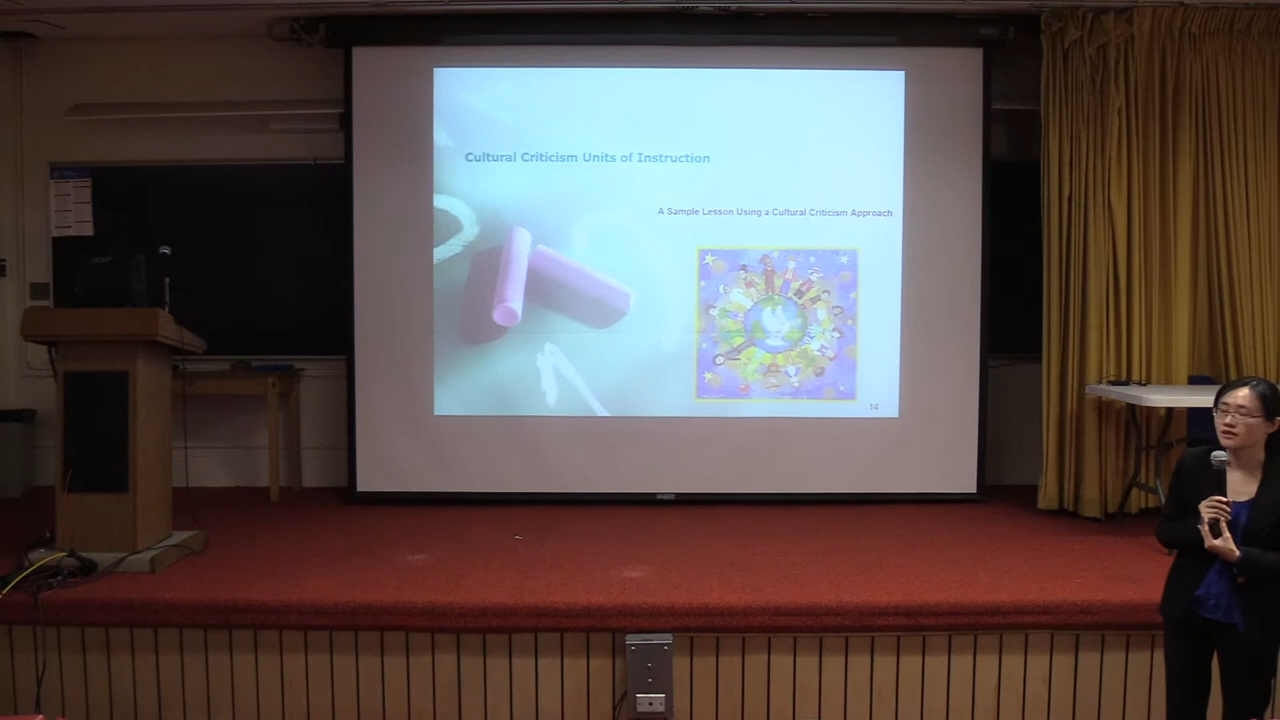 Cultural Criticism Units of Instruction
A Sample Lesson Using a Cultural Criticism Approach
14